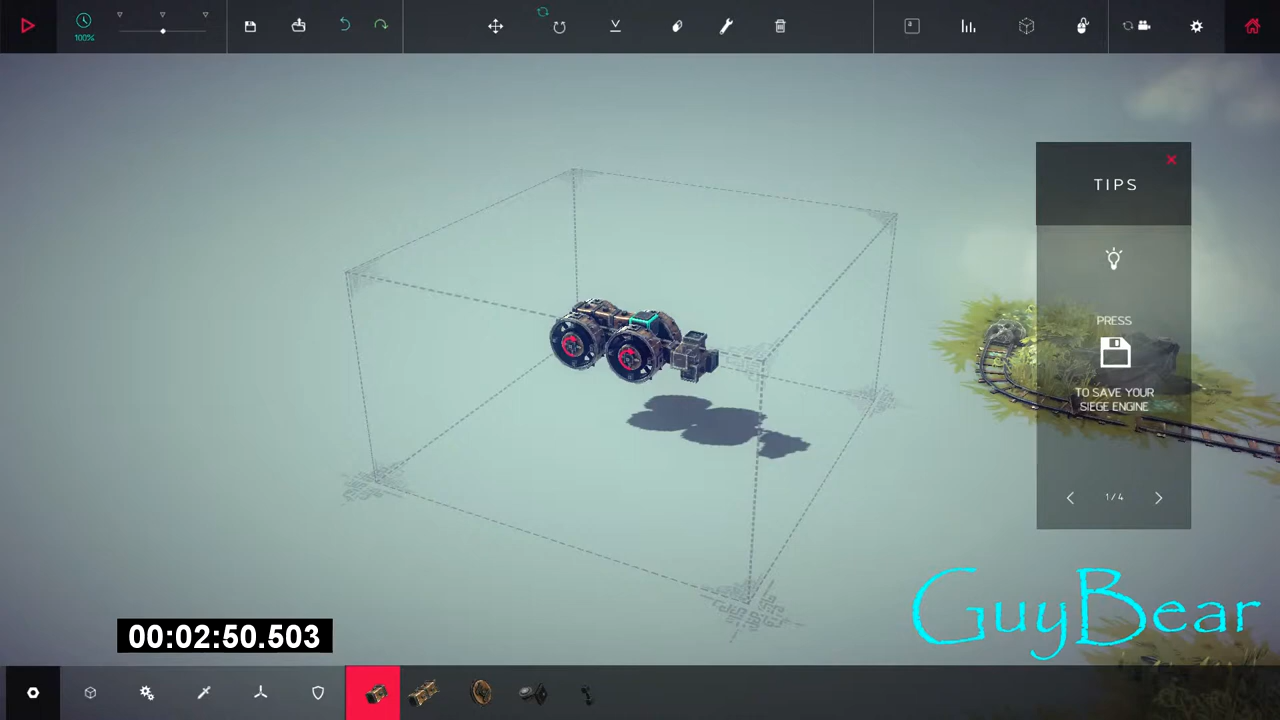 100%
TIPS
PRESS
TO SAVE YOUR
SIEGE ENGINE
1/4
GuyBear
00:02:50.503